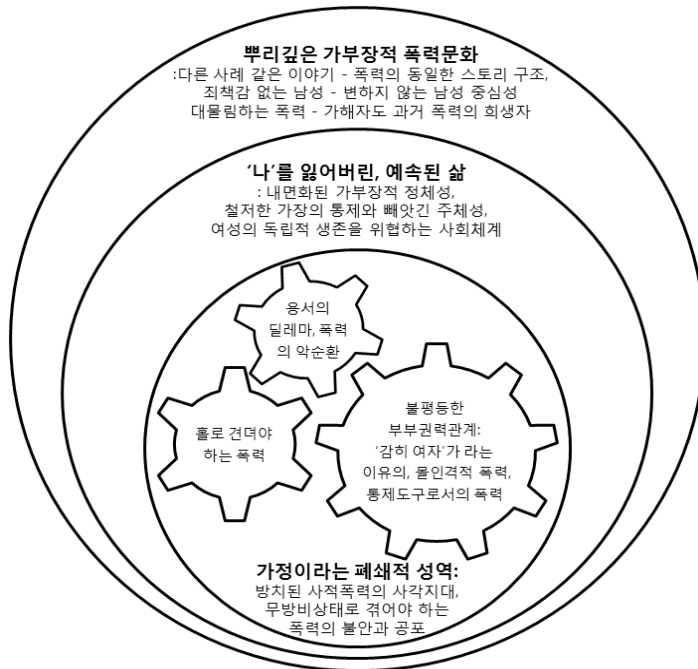 뿌리깊은 가부장적 폭력문화
:다른 사례 같은 이야기 - 폭력의 동일한 스토리 구조,
죄책감 없는 남성 - 변하지 않는 남성 중심성
대물림하는 폭력 - 가해자도 과거 폭력의 희생자
‘나’를 잃어버린, 예속된 삶
: 내면화된 가부장적 정체성,
철저한 가장의 통제와 빼앗긴 주체성,
여성의 독립적 생존을 위협하는 사회체계
용서의
딜레마, 폭력
의 악순환
홀로 견뎌야
하는 폭력
불평등한
부부권력관계:
‘감히 여자’가 라는
이유의, 몰인격적 폭력,
통제도구로서의 폭력
가정이라는 폐쇄적 성역:
방치된 사적폭력의 사각지대,
무방비상태로 겪어야 하는
폭력의 불안과 공포